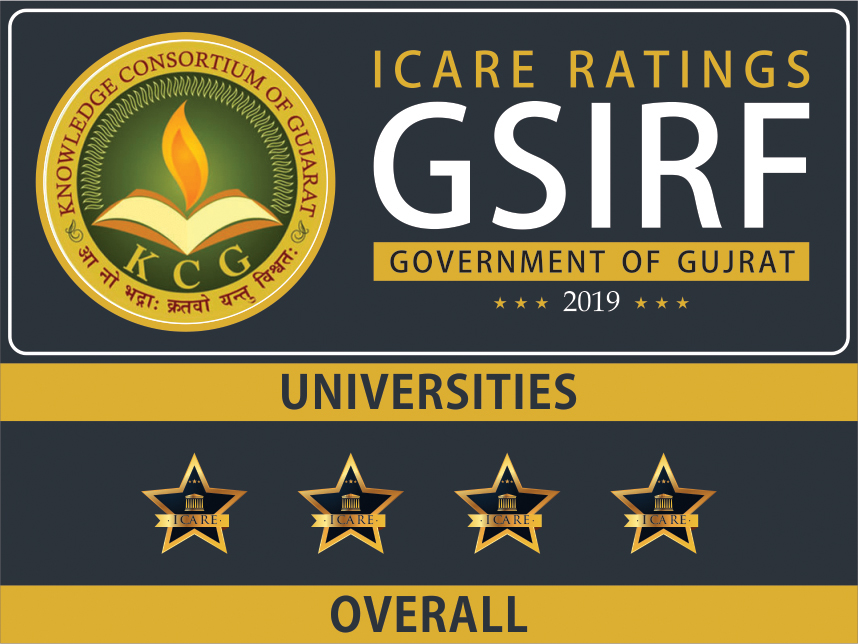 KNOWLEDGE CONSORTIUM OF GUJARAT
KCG
आ नो भद्राः क्रतवो यन्तु विश्वतः
ICARE RATINGS
GSIRF
GOVERNMENT OF GUJRAT
2019
UNIVERSITIES
·ICARE· ·ICARE· ·ICARE· ·ICARE·
OVERALL